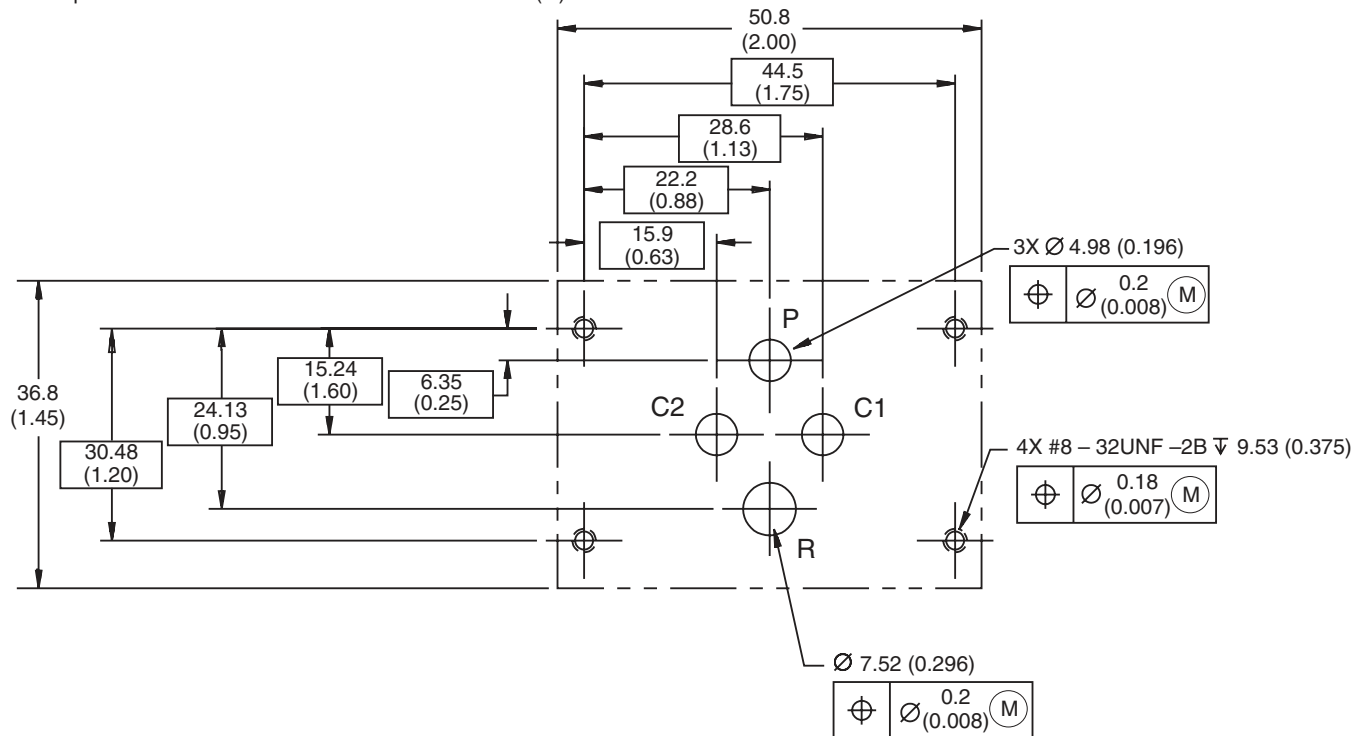 50.8
(2.00)
44.5
(1.75)
28.6
(1.13)
22.2
(0.88)
15.9
(0.63)
3X Ø 4.98 (0.196)
⌖ Ø 0.2
(0.008) Ⓜ
P
15.24
(1.60)
6.35
(0.25)
36.8
(1.45)
24.13
(0.95)
C2
C1
30.48
(1.20)
4X #8 – 32UNF –2B ↧ 9.53 (0.375)
⌖ Ø 0.18
(0.007) Ⓜ
R
Ø 7.52 (0.296)
⌖ Ø 0.2
(0.008) Ⓜ